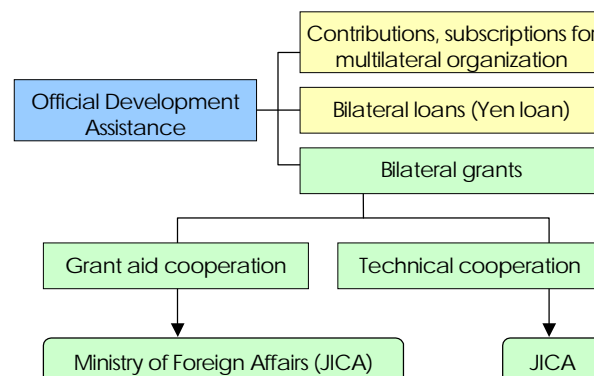 Contributions, subscriptions for
multilateral organization
Official Development
Assistance
Bilateral loans (Yen loan)
Bilateral grants
Grant aid cooperation
Technical cooperation
Ministry of Foreign Affairs (JICA)
JICA